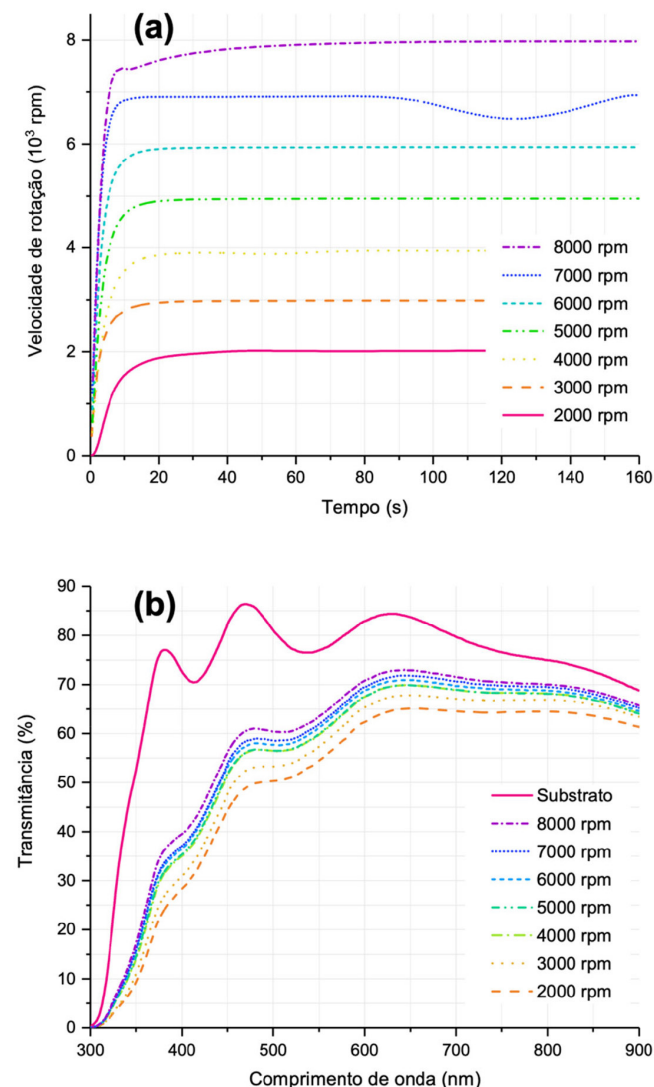 (a)
8
6
4
2
0
Velocidade de rotação (10³ rpm)
8000 rpm
7000 rpm
6000 rpm
5000 rpm
4000 rpm
3000 rpm
2000 rpm
0 20 40 60 80 100 120 140 160
Tempo (s)
(b)
90
80
70
60
50
40
30
20
10
0
Transmitância (%)
Substrato
8000 rpm
7000 rpm
6000 rpm
5000 rpm
4000 rpm
3000 rpm
2000 rpm
300 400 500 600 700 800 900
Comprimento de onda (nm)